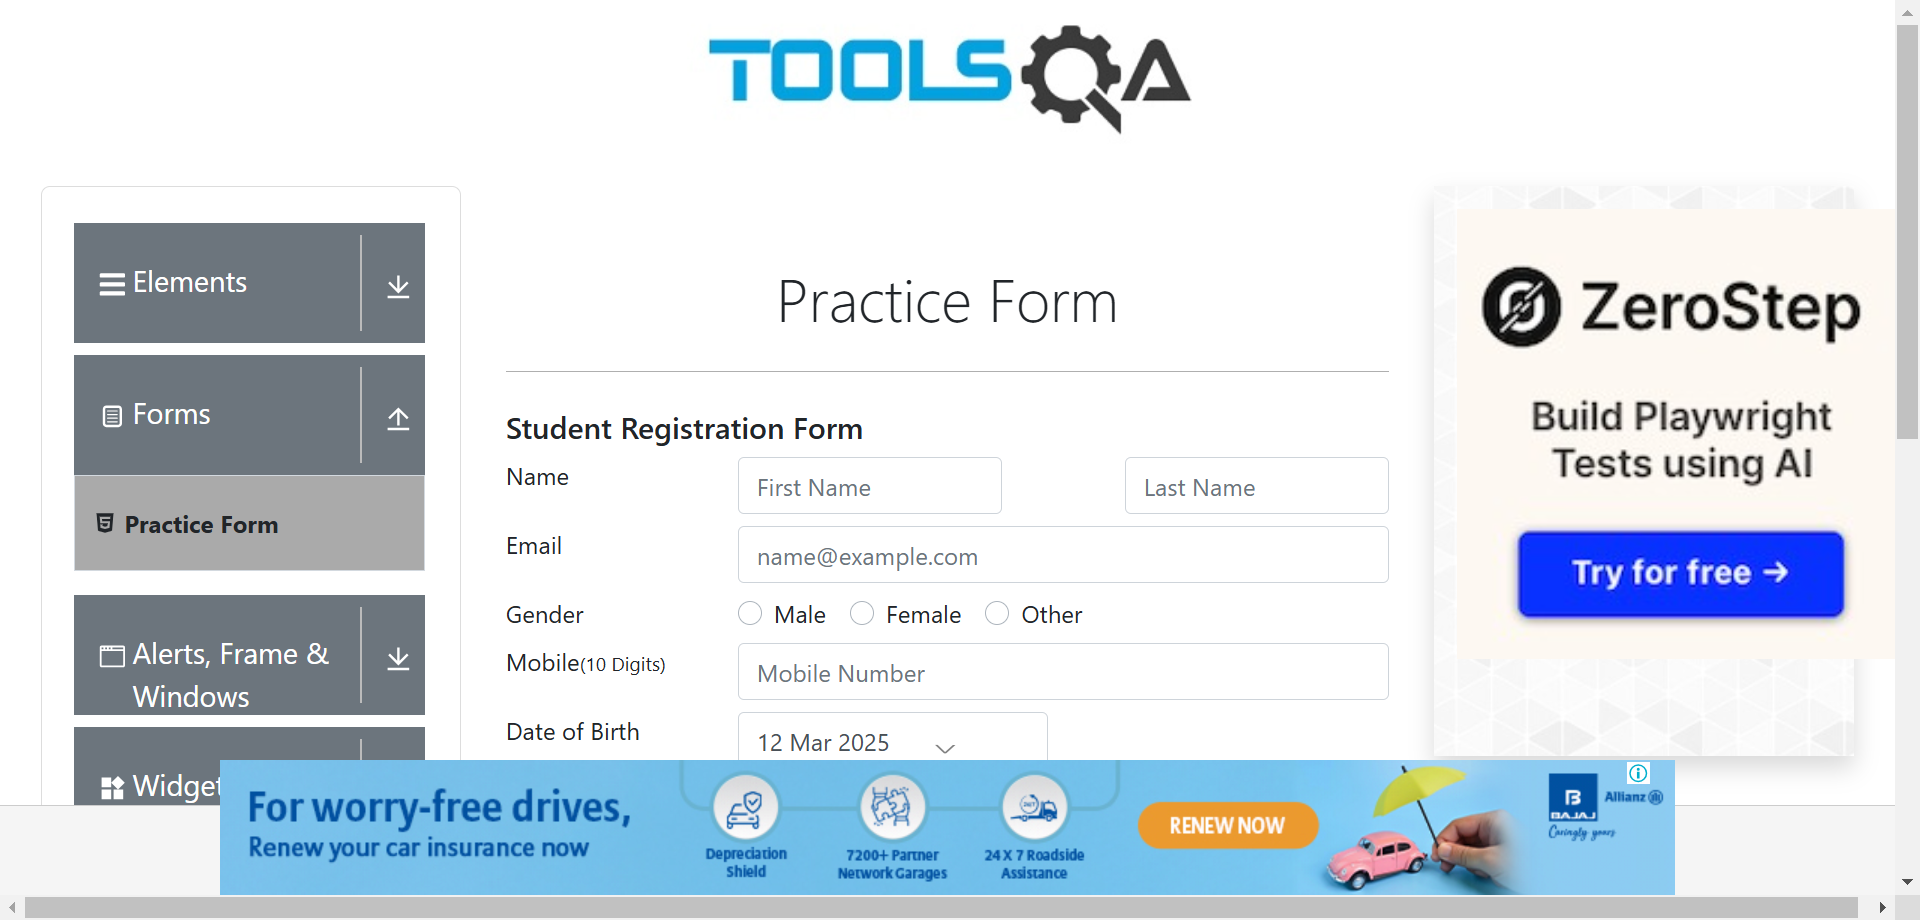 TOOLSQA
Elements
Forms
Practice Form
Alerts, Frame &
Windows
Widget
Practice Form
Student Registration Form
Name
First Name
Last Name
Email
name@example.com
Gender
Male
Female
Other
Mobile(10 Digits)
Mobile Number
Date of Birth
12 Mar 2025
ZeroStep
Build Playwright
Tests using AI
Try for free →
For worry-free drives,
Renew your car insurance now
Depreciation
Shield
7200+ Partner
Network Garages
24 X 7 Roadside
Assistance
RENEW NOW
B
BAJAJ
Allianz
Caringly yours